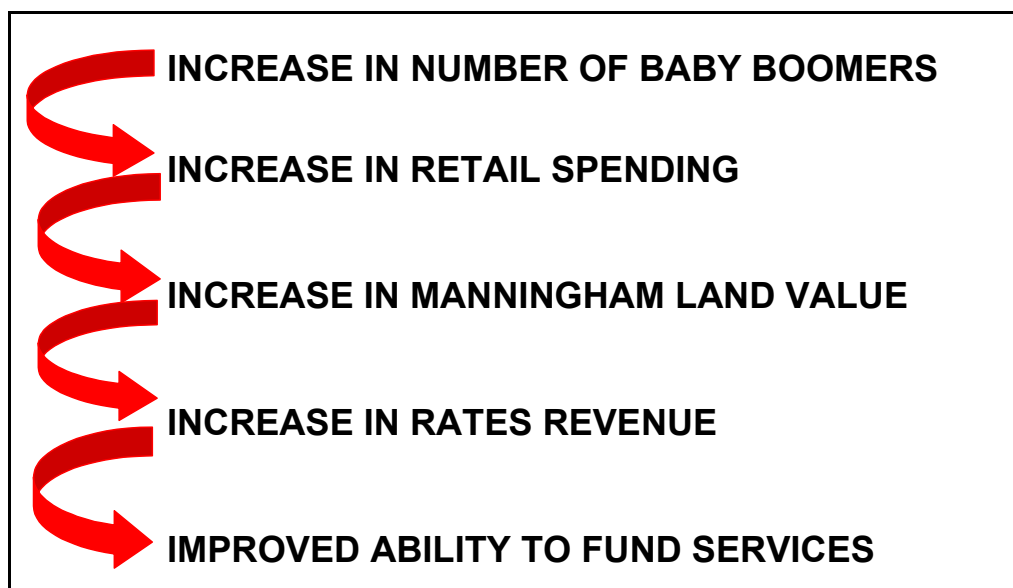 INCREASE IN NUMBER OF BABY BOOMERS
INCREASE IN RETAIL SPENDING
INCREASE IN MANNINGHAM LAND VALUE
INCREASE IN RATES REVENUE
IMPROVED ABILITY TO FUND SERVICES